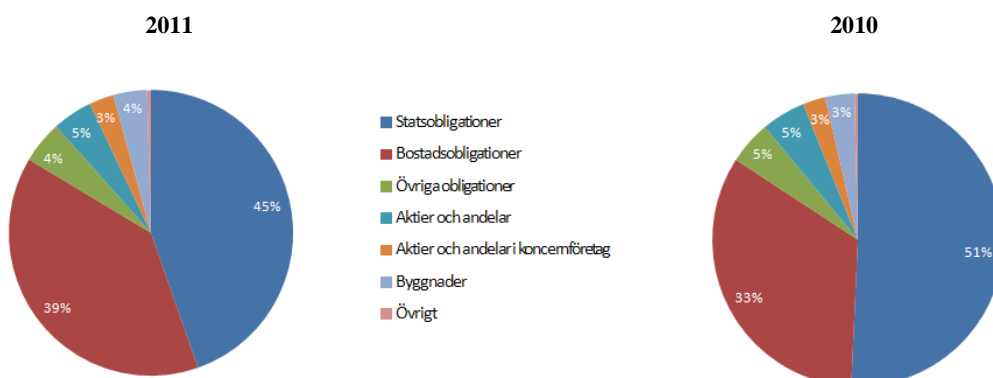 2011
2010
4%
3%
5%
4%
45%
39%
Statsobligationer
Bostadsobligationer
Övriga obligationer
Aktier och andelar
Aktier och andelar i koncernföretag
Byggnader
Övrigt
3%
3%
5%
5%
51%
33%